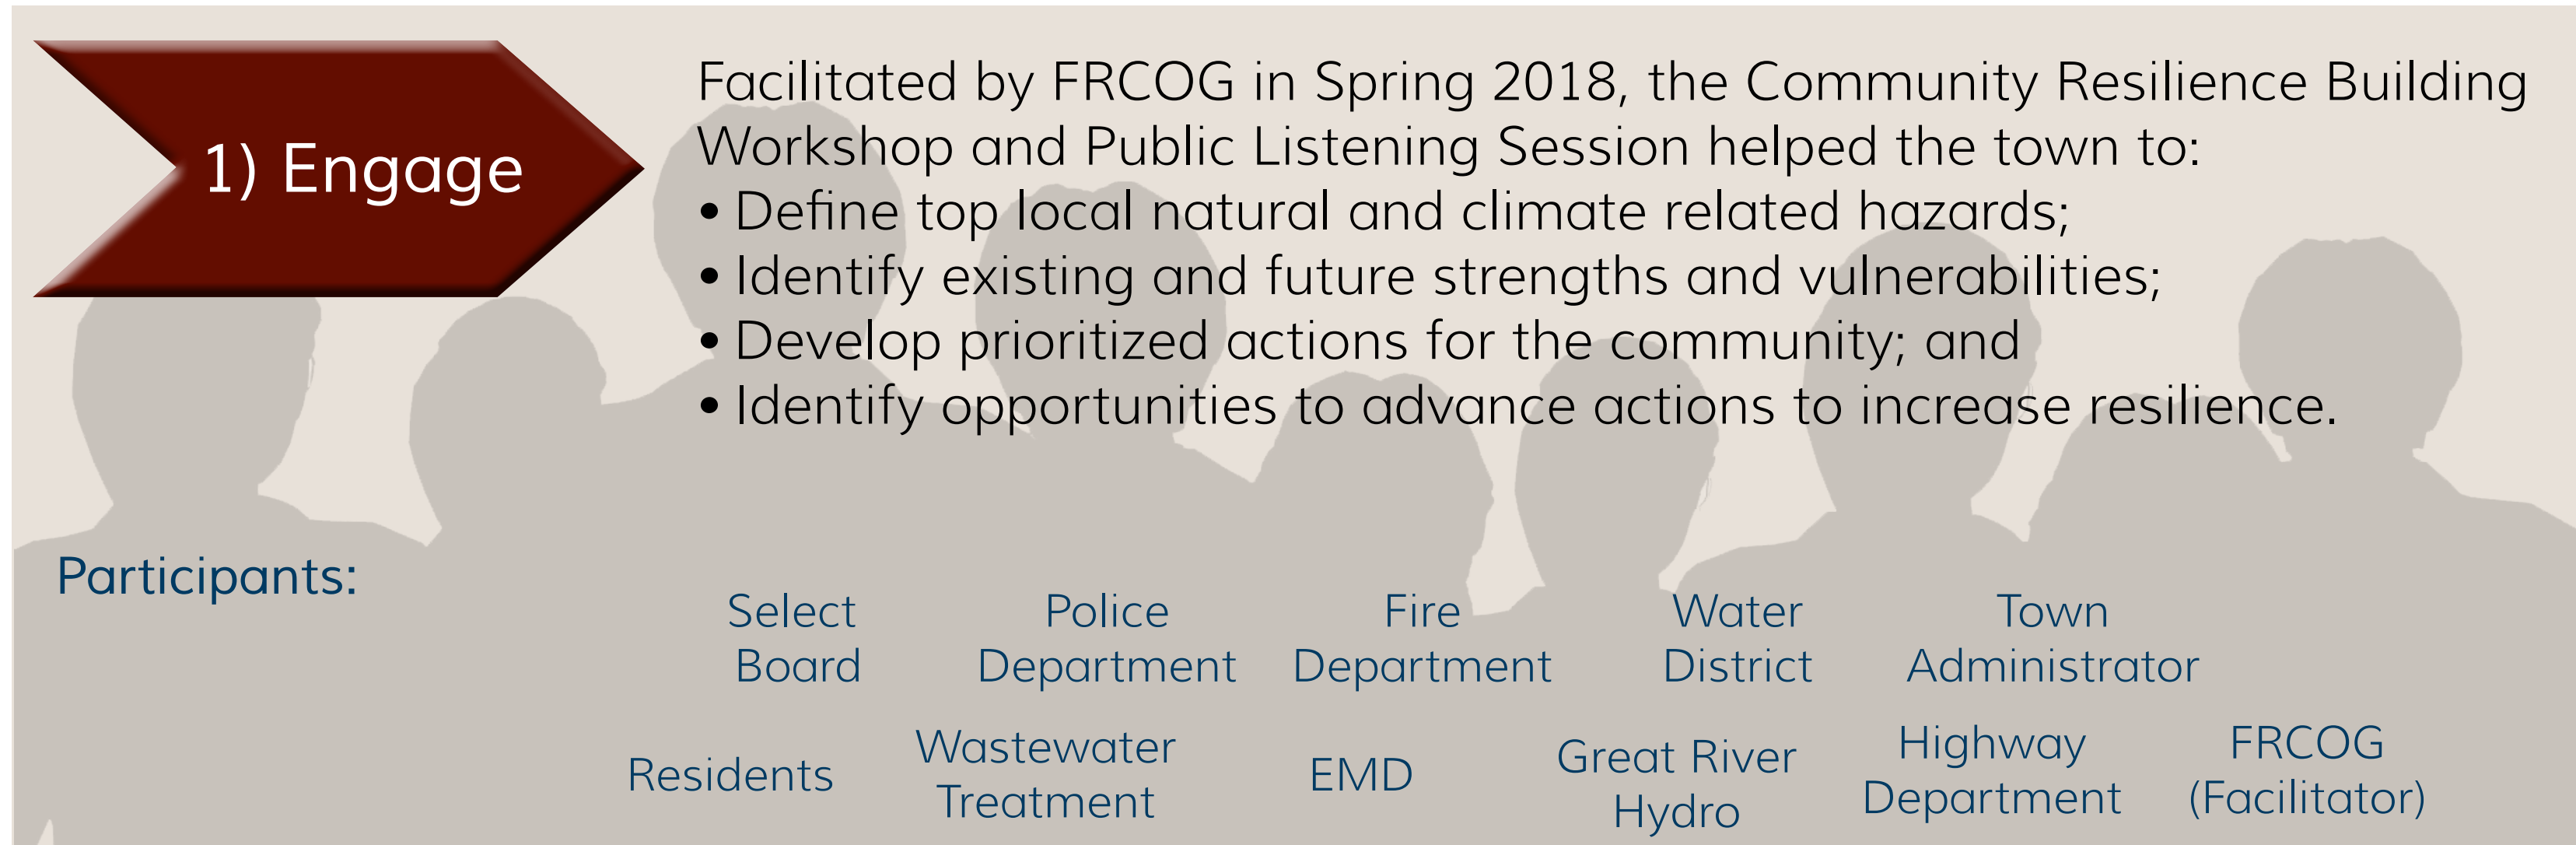 1) Engage
Facilitated by FRCOG in Spring 2018, the Community Resilience Building
Workshop and Public Listening Session helped the town to:
• Define top local natural and climate related hazards;
• Identify existing and future strengths and vulnerabilities;
• Develop prioritized actions for the community; and
• Identify opportunities to advance actions to increase resilience.
Participants:
Select
Board
Police
Department
Fire
Department
Water
District
Town
Administrator
Residents
Wastewater
Treatment
EMD
Great River
Hydro
Highway
Department
FRCOG
(Facilitator)